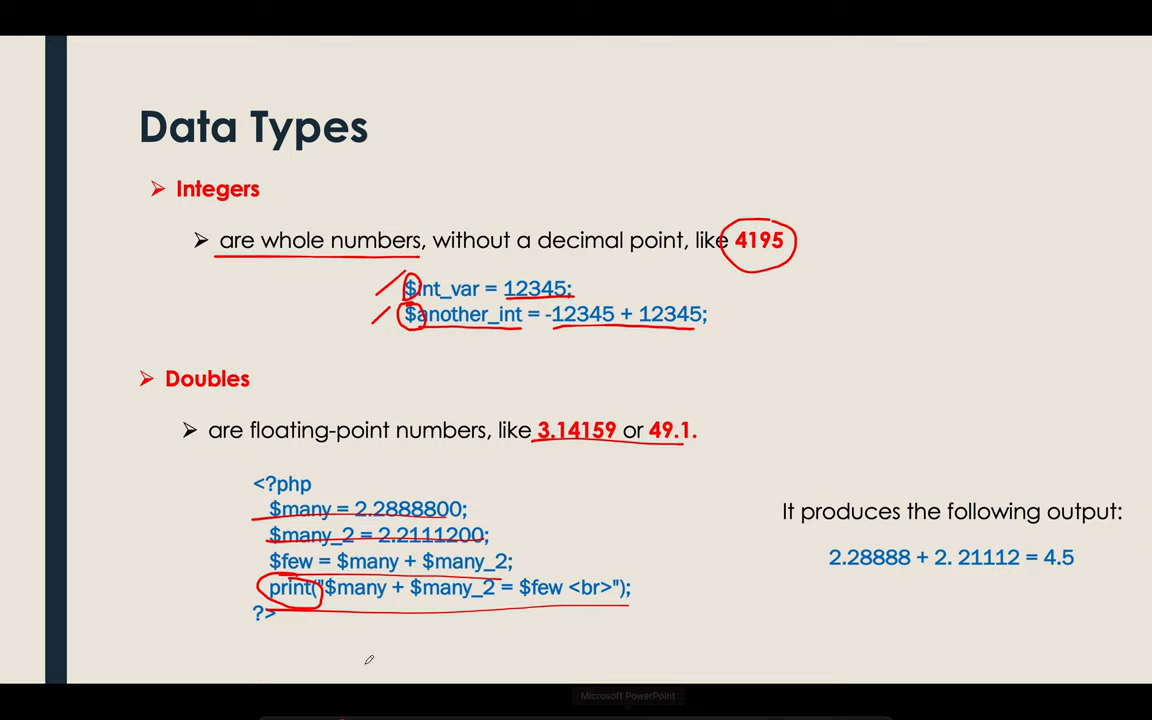 Data Types
➢ Integers
➢ are whole numbers, without a decimal point, like 4195
$int_var = 12345;
$another_int = -12345 + 12345;
➢ Doubles
➢ are floating-point numbers, like 3.14159 or 49.1.
<?php
$many = 2.2888800;
$many_2 = 2.2111200;
$few = $many + $many_2;
print("$many + $many_2 = $few <br>");
?>
It produces the following output:
2.28888 + 2. 21112 = 4.5
Microsoft PowerPoint